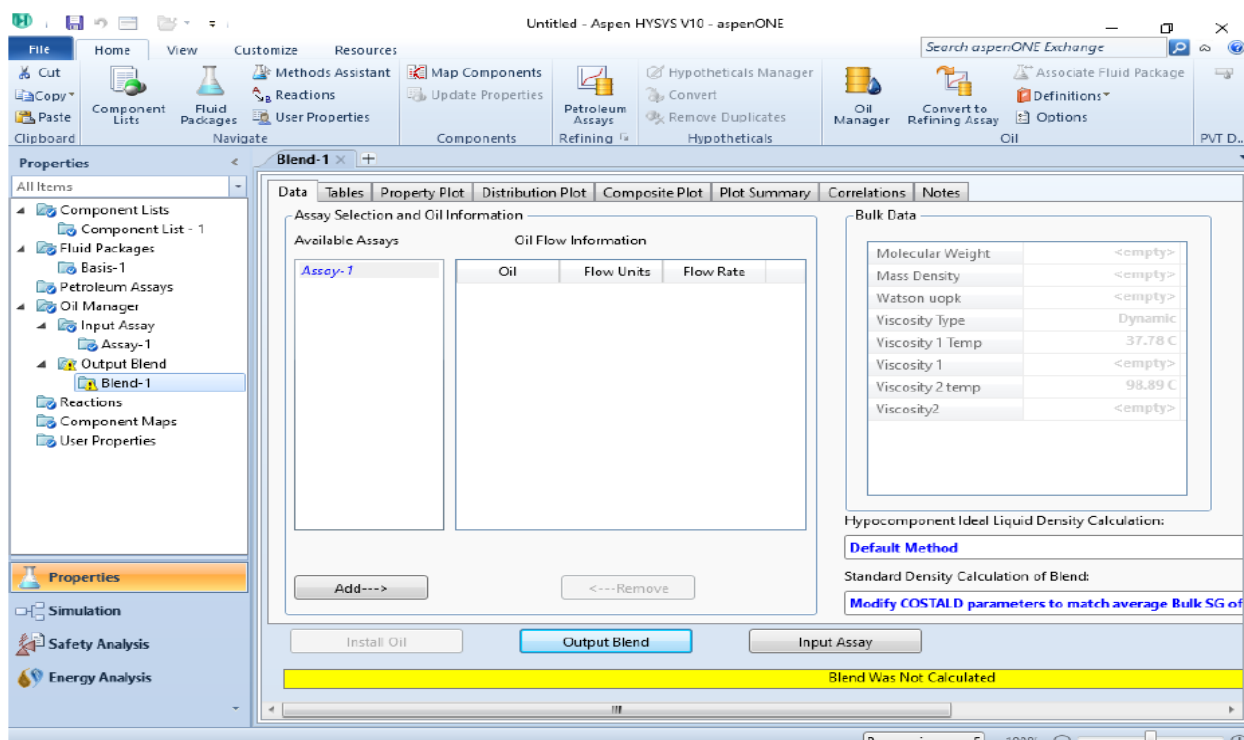 Untitled - Aspen HYSYS V10 - aspenONE
File Home View Customize Resources
Search aspenONE Exchange
Cut
Copy
Paste
Clipboard
Component Lists
Fluid Packages
Methods Assistant
Reactions
User Properties
Navigate
Map Components
Update Properties
Components
Petroleum Assays
Refining
Hypotheticals Manager
Convert
Remove Duplicates
Hypotheticals
Oil Manager
Convert to Refining Assay
Associate Fluid Package
Definitions
Options
Oil
PVT D...
Properties
All Items
Component Lists
Component List - 1
Fluid Packages
Basis-1
Petroleum Assays
Oil Manager
Input Assay
Assay-1
Output Blend
Blend-1
Reactions
Component Maps
User Properties
Properties
Simulation
Safety Analysis
Energy Analysis
Blend-1
Data Tables Property Plot Distribution Plot Composite Plot Plot Summary Correlations Notes
Assay Selection and Oil Information
Available Assays
Oil Flow Information
Assay-1
Oil Flow Units Flow Rate
Add--->
<---Remove
Bulk Data
Molecular Weight <empty>
Mass Density <empty>
Watson uopk <empty>
Viscosity Type Dynamic
Viscosity 1 Temp 37.78 C
Viscosity 1 <empty>
Viscosity 2 temp 98.89 C
Viscosity2 <empty>
Hypocomponent Ideal Liquid Density Calculation:
Default Method
Standard Density Calculation of Blend:
Modify COSTALD parameters to match average Bulk SG of
Install Oil
Output Blend
Input Assay
Blend Was Not Calculated